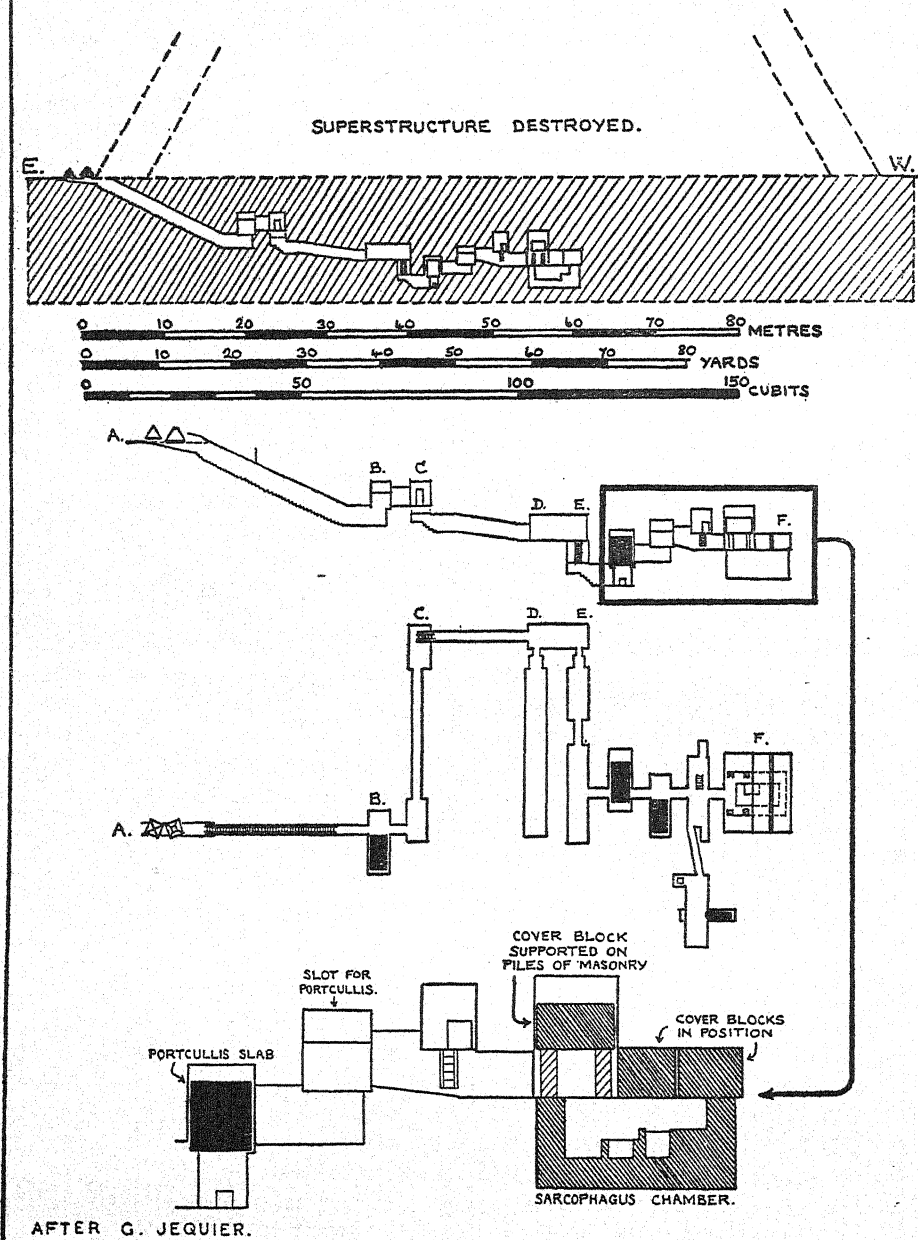 SUPERSTRUCTURE DESTROYED.
E.
W.
0 10 20 30 40 50 60 70 80 METRES
0 10 20 30 40 50 60 70 80 YARDS
0 50 100 150 CUBITS
A.
B.
C
D.
E.
F.
C.
D.
E.
F.
B.
A.
COVER BLOCK
SUPPORTED ON
PILES OF MASONRY
SLOT FOR
PORTCULLIS.
COVER BLOCKS
IN POSITION
PORTCULLIS SLAB
SARCOPHAGUS CHAMBER.
AFTER G. JEQUIER.